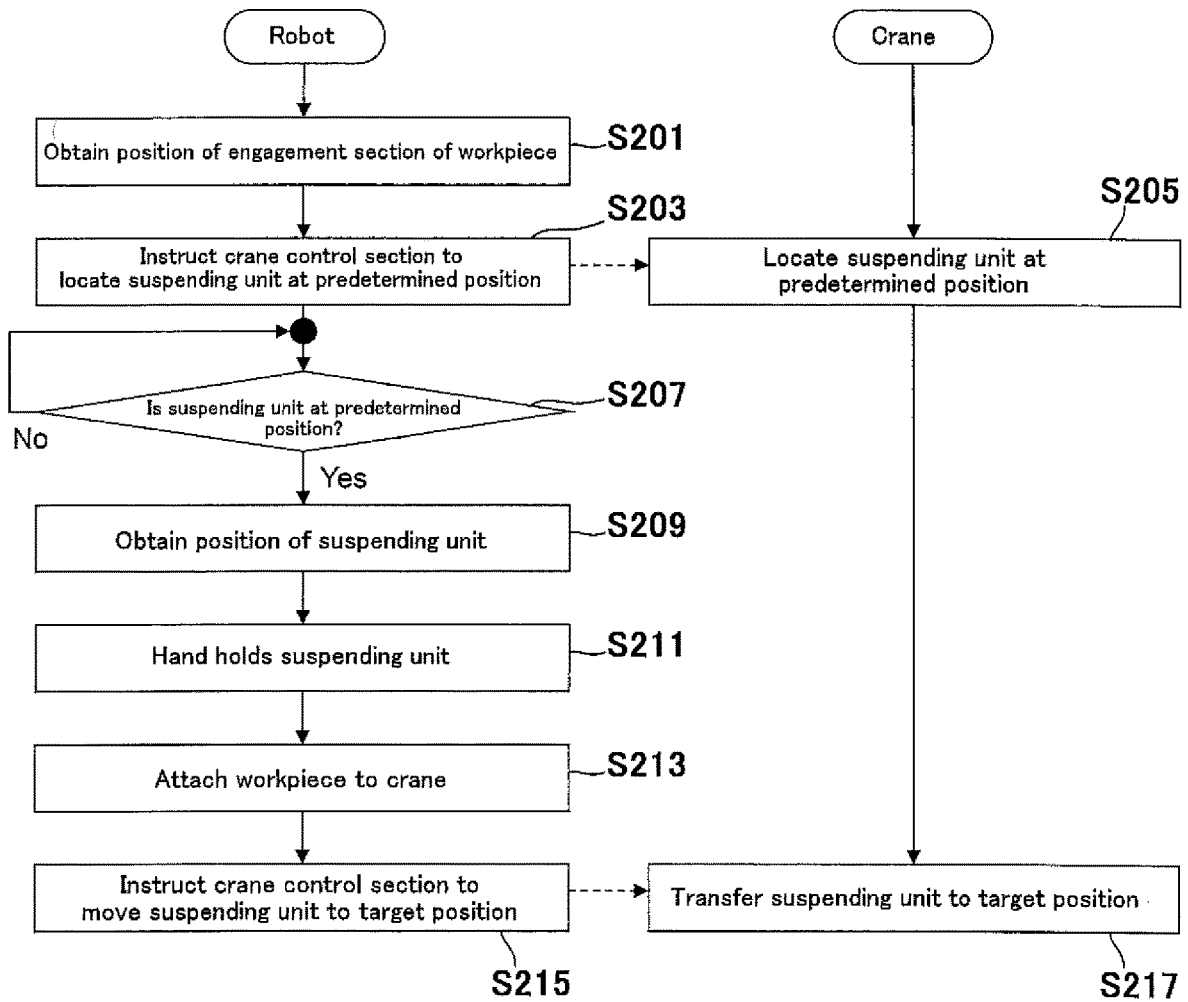 Robot
Crane
Obtain position of engagement section of workpiece
S201
S203
S205
Instruct crane control section to
locate suspending unit at predetermined position
Locate suspending unit at
predetermined position
S207
Is suspending unit at predetermined
position?
No
Yes
S209
Obtain position of suspending unit
S211
Hand holds suspending unit
S213
Attach workpiece to crane
Instruct crane control section to
move suspending unit to target position
Transfer suspending unit to target position
S215
S217